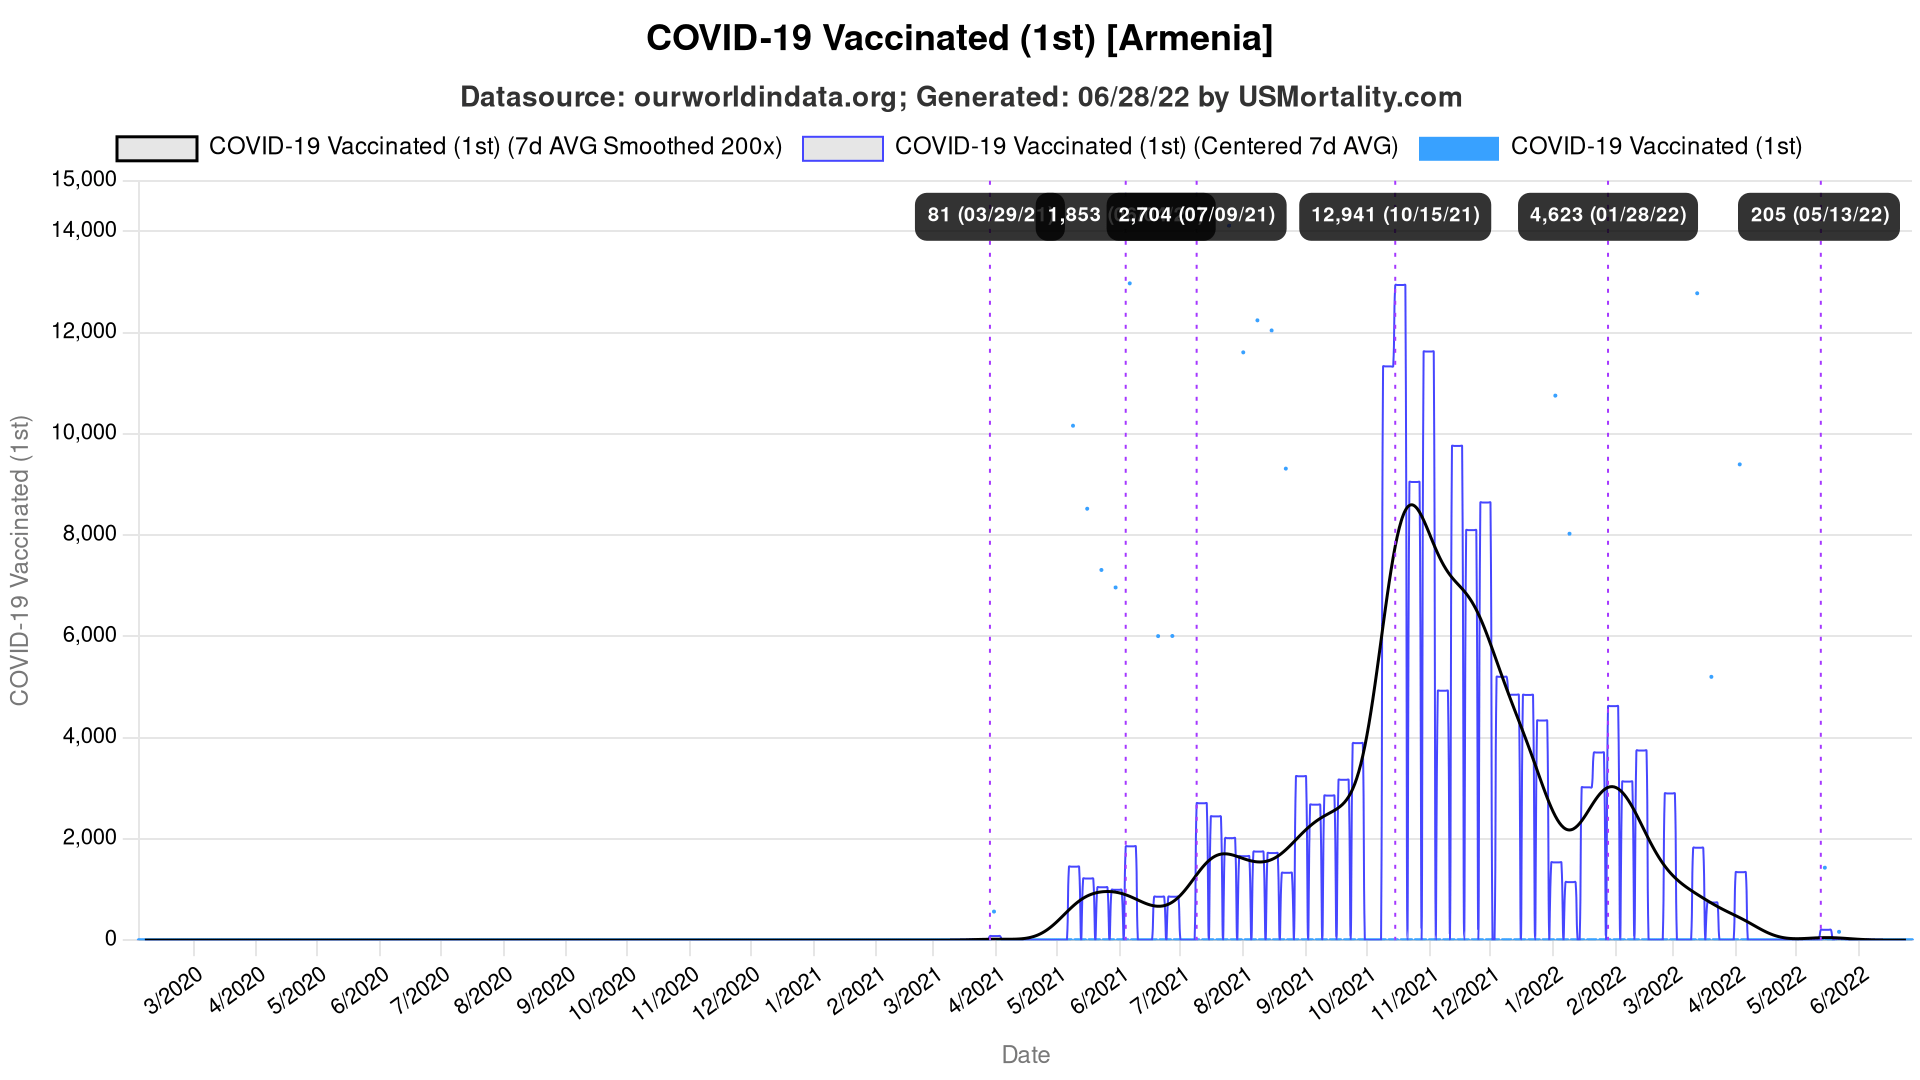 COVID-19 Vaccinated (1st) [Armenia]
Datasource: ourworldindata.org; Generated: 06/28/22 by USMortality.com
COVID-19 Vaccinated (1st) (7d AVG Smoothed 200x) COVID-19 Vaccinated (1st) (Centered 7d AVG) COVID-19 Vaccinated (1st)
81 (03/29/21) 1,853 2,704 (07/09/21) 12,941 (10/15/21) 4,623 (01/28/22) 205 (05/13/22)
15,000
14,000
12,000
10,000
8,000
6,000
4,000
2,000
0
COVID-19 Vaccinated (1st)
3/2020 4/2020 5/2020 6/2020 7/2020 8/2020 9/2020 10/2020 11/2020 12/2020 1/2021 2/2021 3/2021 4/2021 5/2021 6/2021 7/2021 8/2021 9/2021 10/2021 11/2021 12/2021 1/2022 2/2022 3/2022 4/2022 5/2022 6/2022
Date